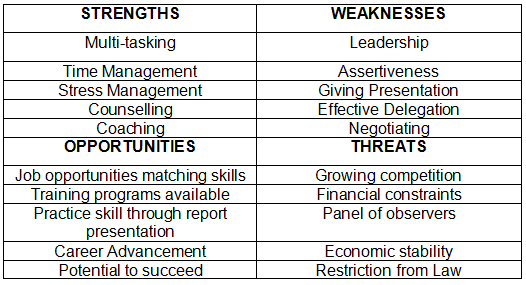 STRENGTHS WEAKNESSES
Multi-tasking Leadership
Time Management Assertiveness
Stress Management Giving Presentation
Counselling Effective Delegation
Coaching Negotiating
OPPORTUNITIES THREATS
Job opportunities matching skills Growing competition
Training programs available Financial constraints
Practice skill through report Panel of observers
presentation
Career Advancement Economic stability
Potential to succeed Restriction from Law